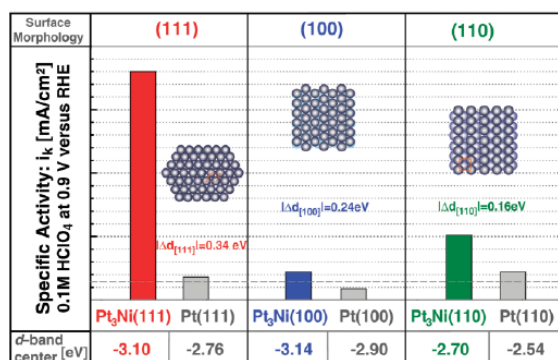 Surface Morphology
(111)
(100)
(110)
Specific Activity: iₖ [mA/cm²]
0.1M HClO₄ at 0.9 V versus RHE
|Δd[111]|=0.34 eV
|Δd[100]|=0.24eV
|Δd[110]|=0.16eV
Pt₃Ni(111)
Pt(111)
Pt₃Ni(100)
Pt(100)
Pt₃Ni(110)
Pt(110)
d-band center [eV]
-3.10
-2.76
-3.14
-2.90
-2.70
-2.54